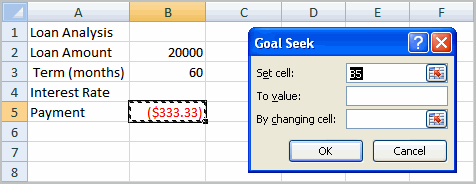 A B C D E F
1 Loan Analysis
2 Loan Amount 20000
3 Term (months) 60
4 Interest Rate
5 Payment ($333.33)
6
7
8
Goal Seek
Set cell: B5
To value:
By changing cell:
OK Cancel